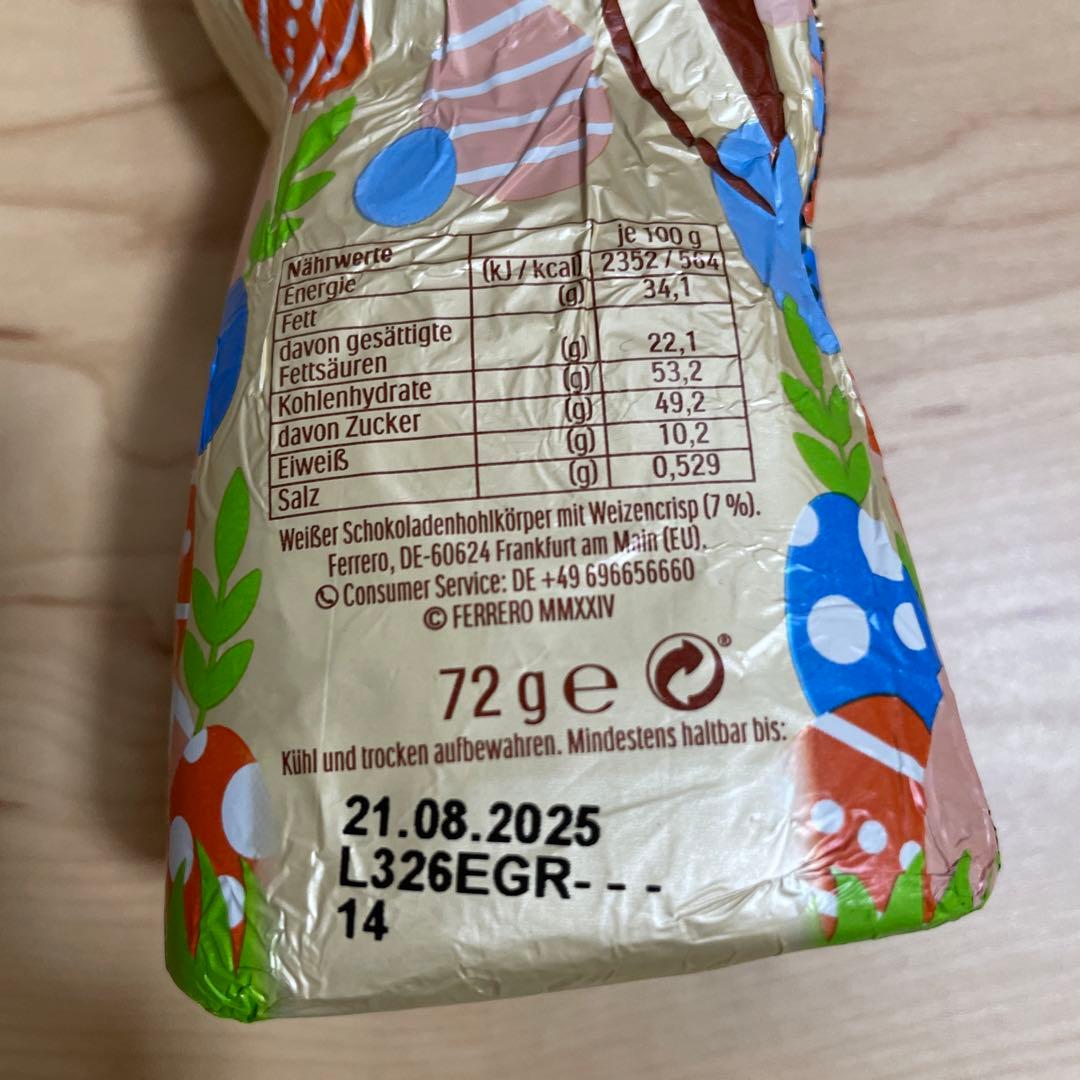 je 100 g
Nährwerte
Energie (kJ / kcal) 2352 / 564
Fett (g) 34,1
davon gesättigte
Fettsäuren (g) 22,1
Kohlenhydrate (g) 53,2
davon Zucker (g) 49,2
Eiweiß (g) 10,2
Salz (g) 0,529
Weißer Schokoladenhohlkörper mit Weizencrisp (7 %).
Ferrero, DE-60624 Frankfurt am Main (EU).
Consumer Service: DE +49 696656660
© FERRERO MMXXIV
72 g ℮ ®
Kühl und trocken aufbewahren. Mindestens haltbar bis:
21.08.2025
L326EGR- - -
14